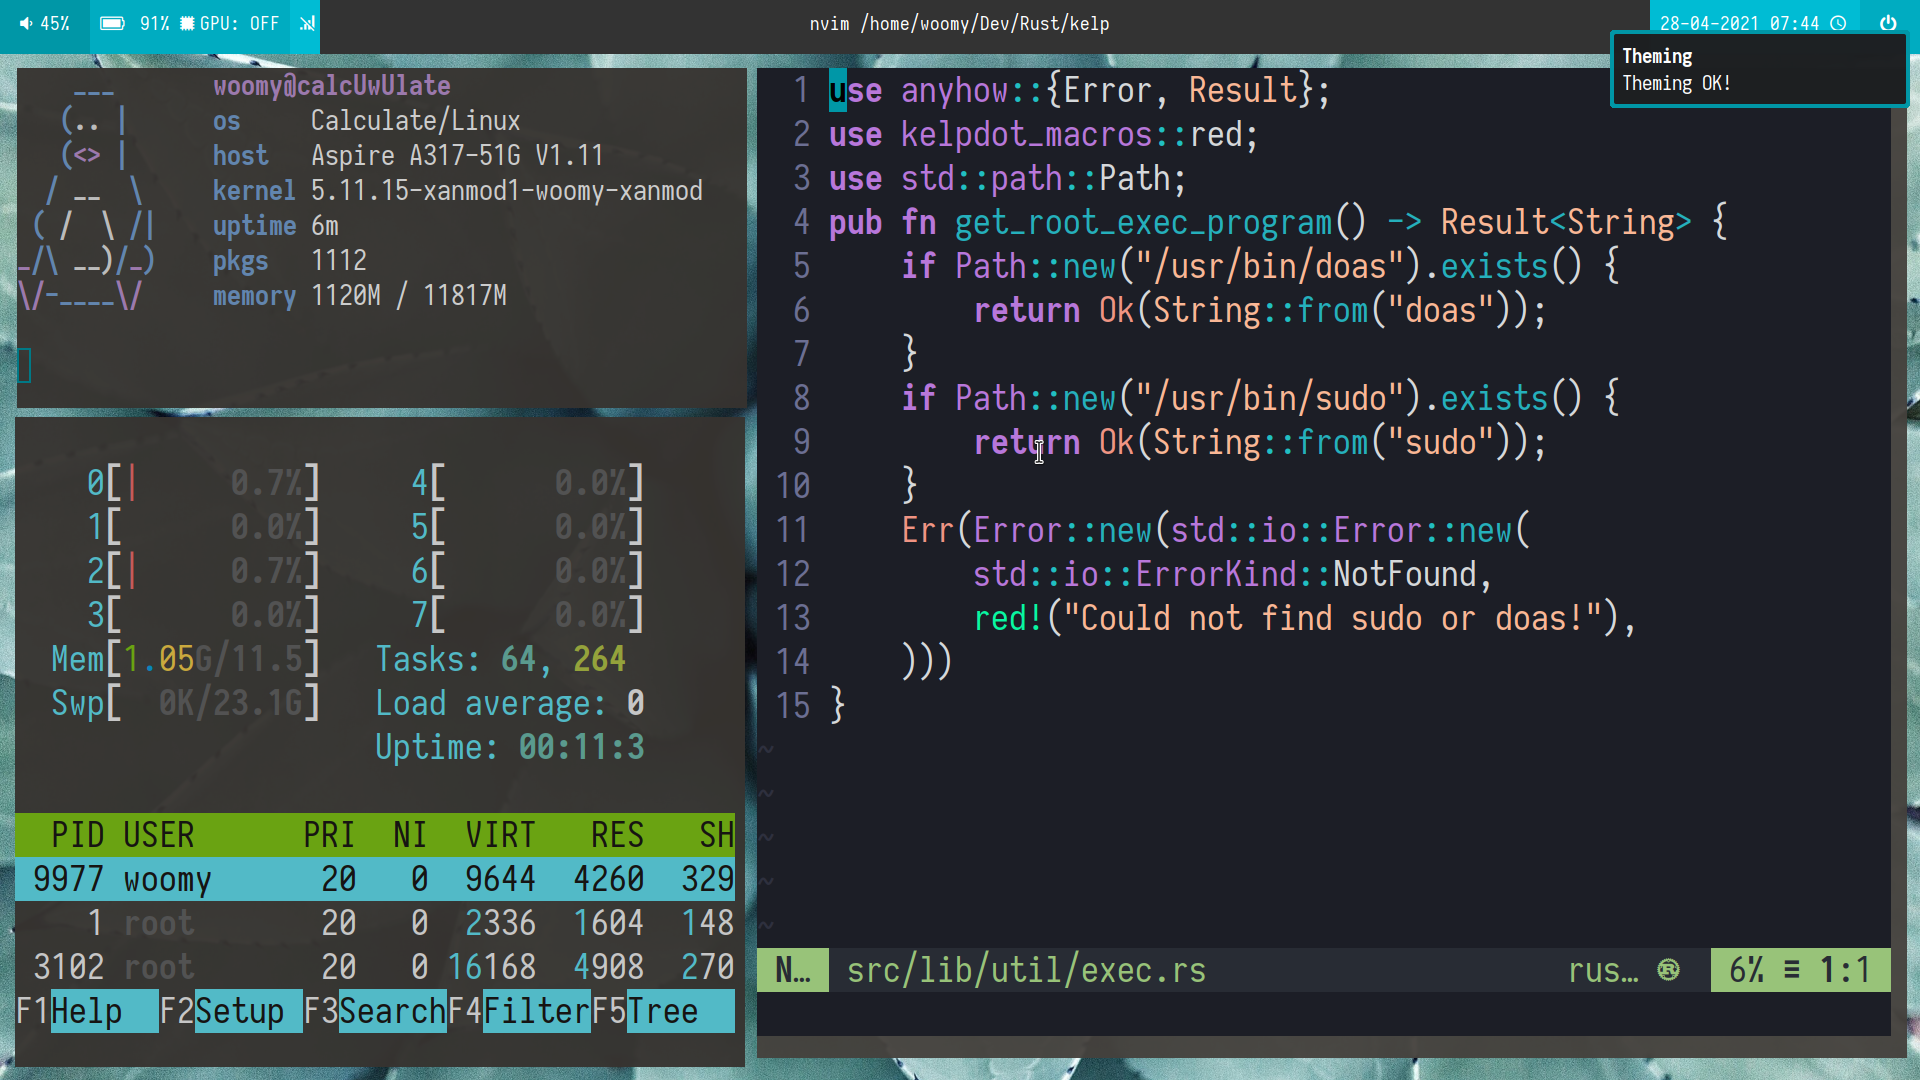 45%
91% GPU: OFF
nvim /home/woomy/Dev/Rust/kelp
28-04-2021 07:44
Theming
Theming OK!
woomy@calcUwUlate
os Calculate/Linux
host Aspire A317-51G V1.11
kernel 5.11.15-xanmod1-woomy-xanmod
uptime 6m
pkgs 1112
memory 1120M / 11817M
0[| 0.7%] 4[ 0.0%]
1[ 0.0%] 5[ 0.0%]
2[| 0.7%] 6[ 0.0%]
3[ 0.0%] 7[ 0.0%]
Mem[1.05G/11.5] Tasks: 64, 264
Swp[ 0K/23.1G] Load average: 0
Uptime: 00:11:3
PID USER PRI NI VIRT RES SH
9977 woomy 20 0 9644 4260 329
1 root 20 0 2336 1604 148
3102 root 20 0 16168 4908 270
F1Help F2Setup F3SearchF4FilterF5Tree
1 use anyhow::{Error, Result};
2 use kelpdot_macros::red;
3 use std::path::Path;
4 pub fn get_root_exec_program() -> Result<String> {
5     if Path::new("/usr/bin/doas").exists() {
6         return Ok(String::from("doas"));
7     }
8     if Path::new("/usr/bin/sudo").exists() {
9         return Ok(String::from("sudo"));
10     }
11     Err(Error::new(std::io::Error::new(
12         std::io::ErrorKind::NotFound,
13         red!("Could not find sudo or doas!"),
14     )))
15 }
~
~
~
~
~
N… src/lib/util/exec.rs rus… 6% ≡ 1:1